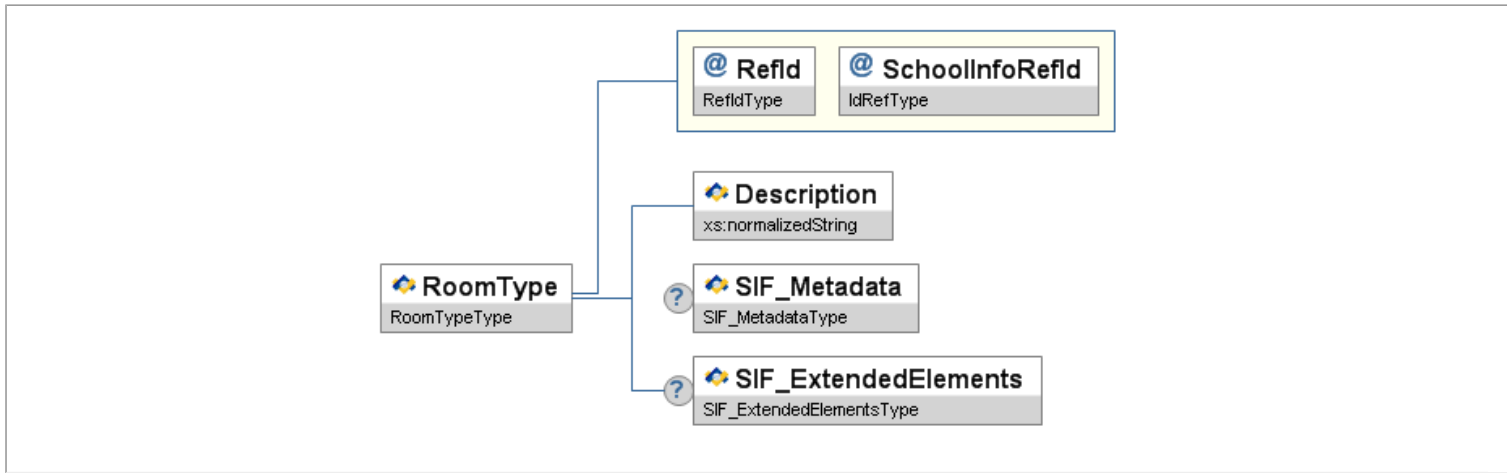 @ RefId
RefIdType
@ SchoolInfoRefId
IdRefType
Description
xs:normalizedString
RoomType
RoomTypeType
? SIF_Metadata
SIF_MetadataType
? SIF_ExtendedElements
SIF_ExtendedElementsType